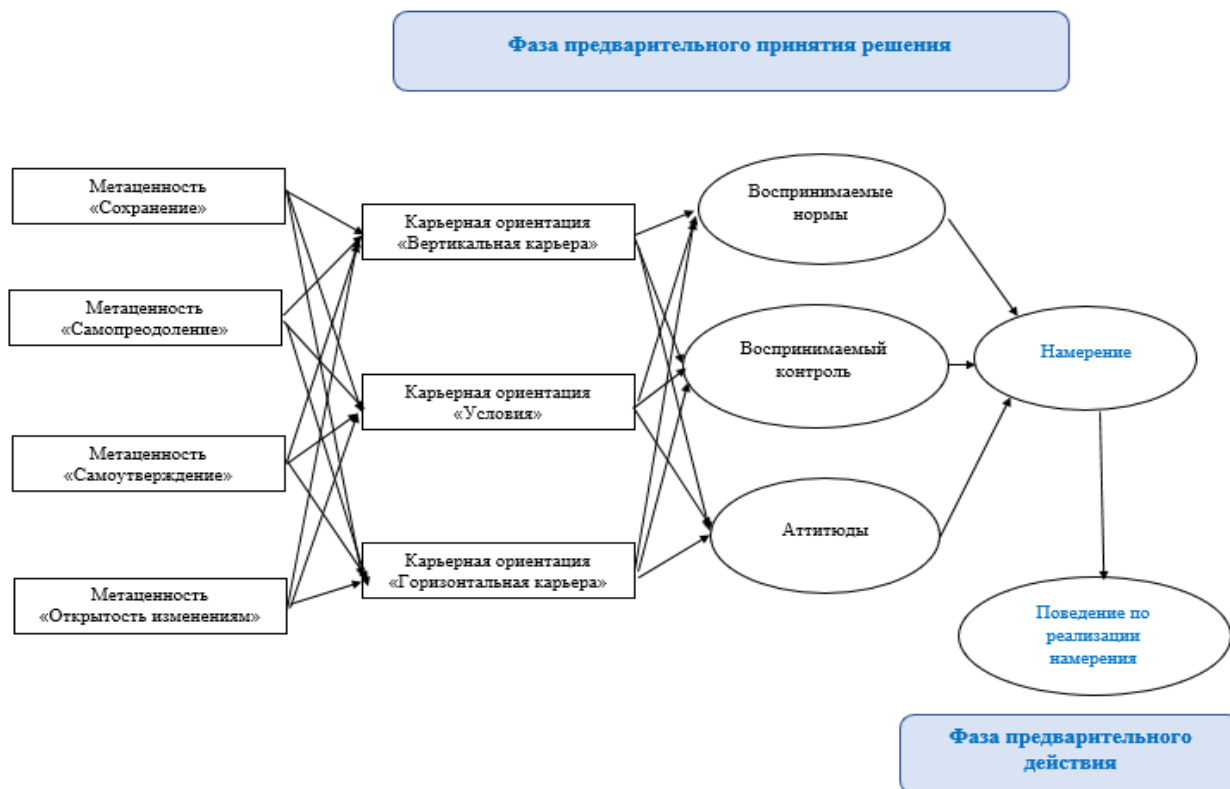 Фаза предварительного принятия решения
Метаценность
«Сохранение»
Метаценность
«Самопреодоление»
Метаценность
«Самоутверждение»
Метаценность
«Открытость изменениям»
Карьерная ориентация
«Вертикальная карьера»
Карьерная ориентация
«Условия»
Карьерная ориентация
«Горизонтальная карьера»
Воспринимаемые
нормы
Воспринимаемый
контроль
Аттитюды
Намерение
Поведение по
реализации
намерения
Фаза предварительного
действия